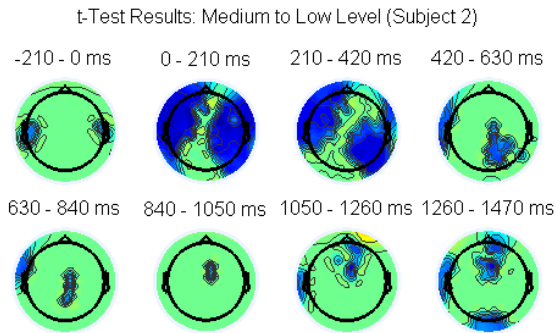 t-Test Results: Medium to Low Level (Subject 2)
-210 - 0 ms 0 - 210 ms 210 - 420 ms 420 - 630 ms
630 - 840 ms 840 - 1050 ms 1050 - 1260 ms 1260 - 1470 ms